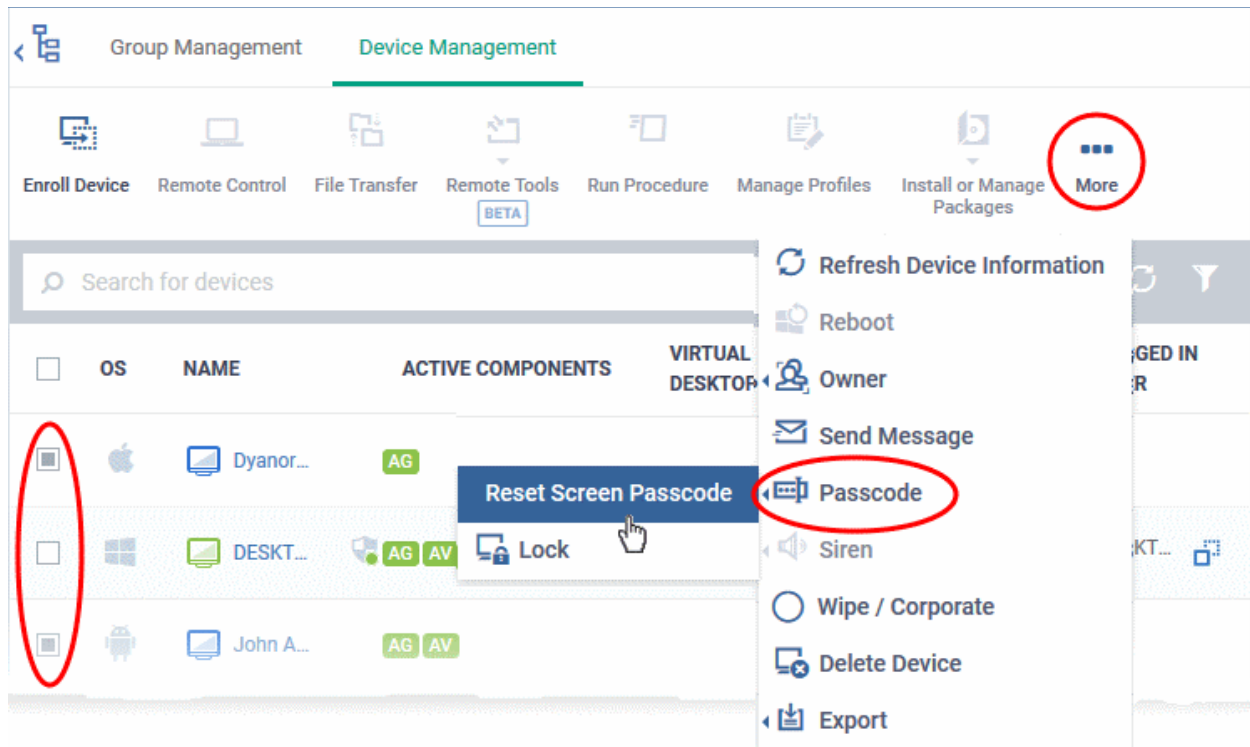 Group Management
Device Management
Enroll Device
Remote Control
File Transfer
Remote Tools
BETA
Run Procedure
Manage Profiles
Install or Manage
Packages
More
Search for devices
Refresh Device Information
Reboot
Owner
Send Message
Passcode
Siren
Wipe / Corporate
Delete Device
Export
Reset Screen Passcode
Lock
OS
NAME
ACTIVE COMPONENTS
VIRTUAL
DESKTOP
GED IN
R
Dyanor...
AG
DESKT...
AG AV
KT...
John A...
AG AV